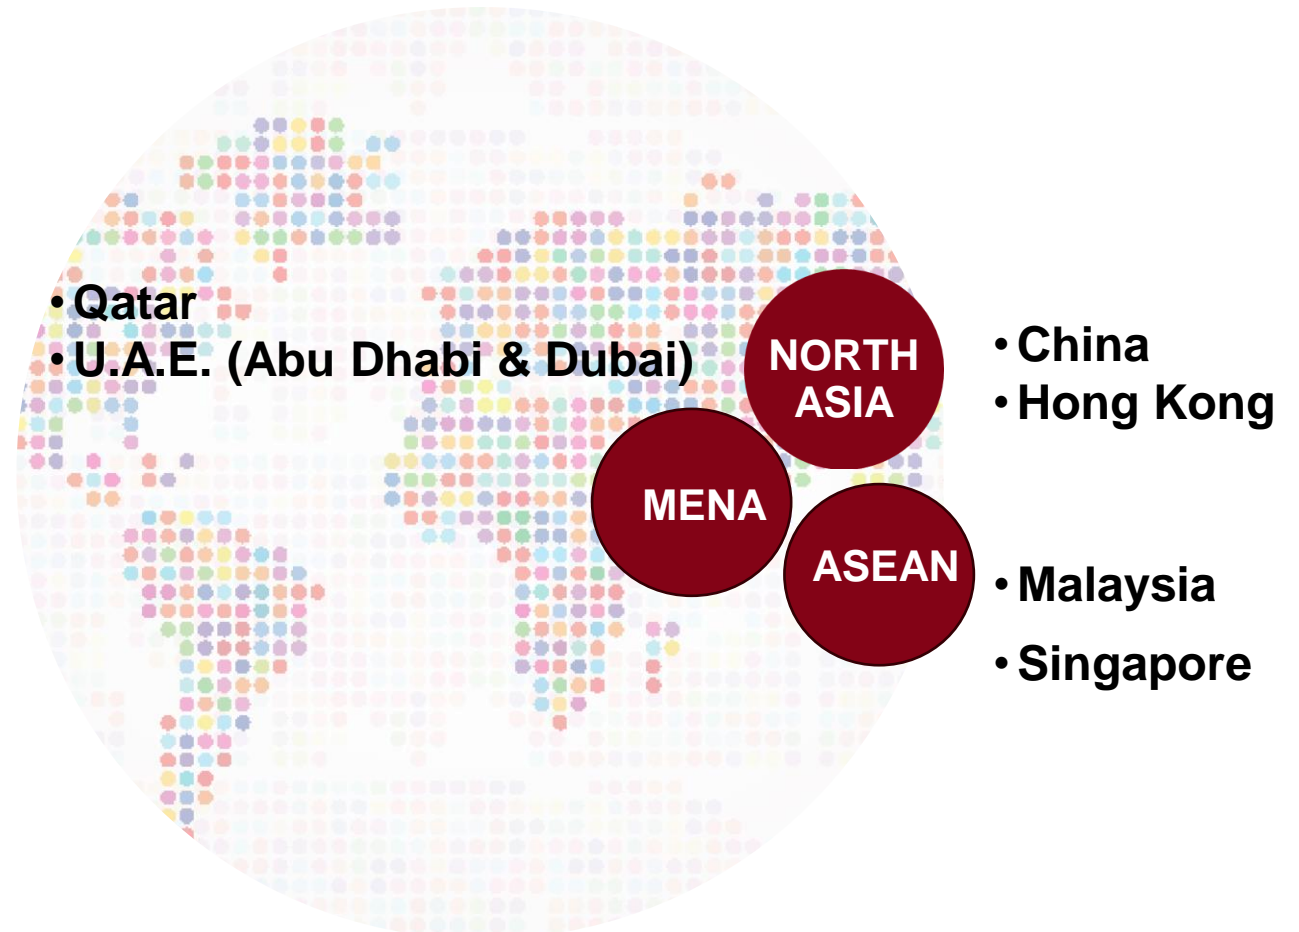 • Qatar
• U.A.E. (Abu Dhabi & Dubai)
NORTH
ASIA
• China
• Hong Kong
MENA
ASEAN
• Malaysia
• Singapore